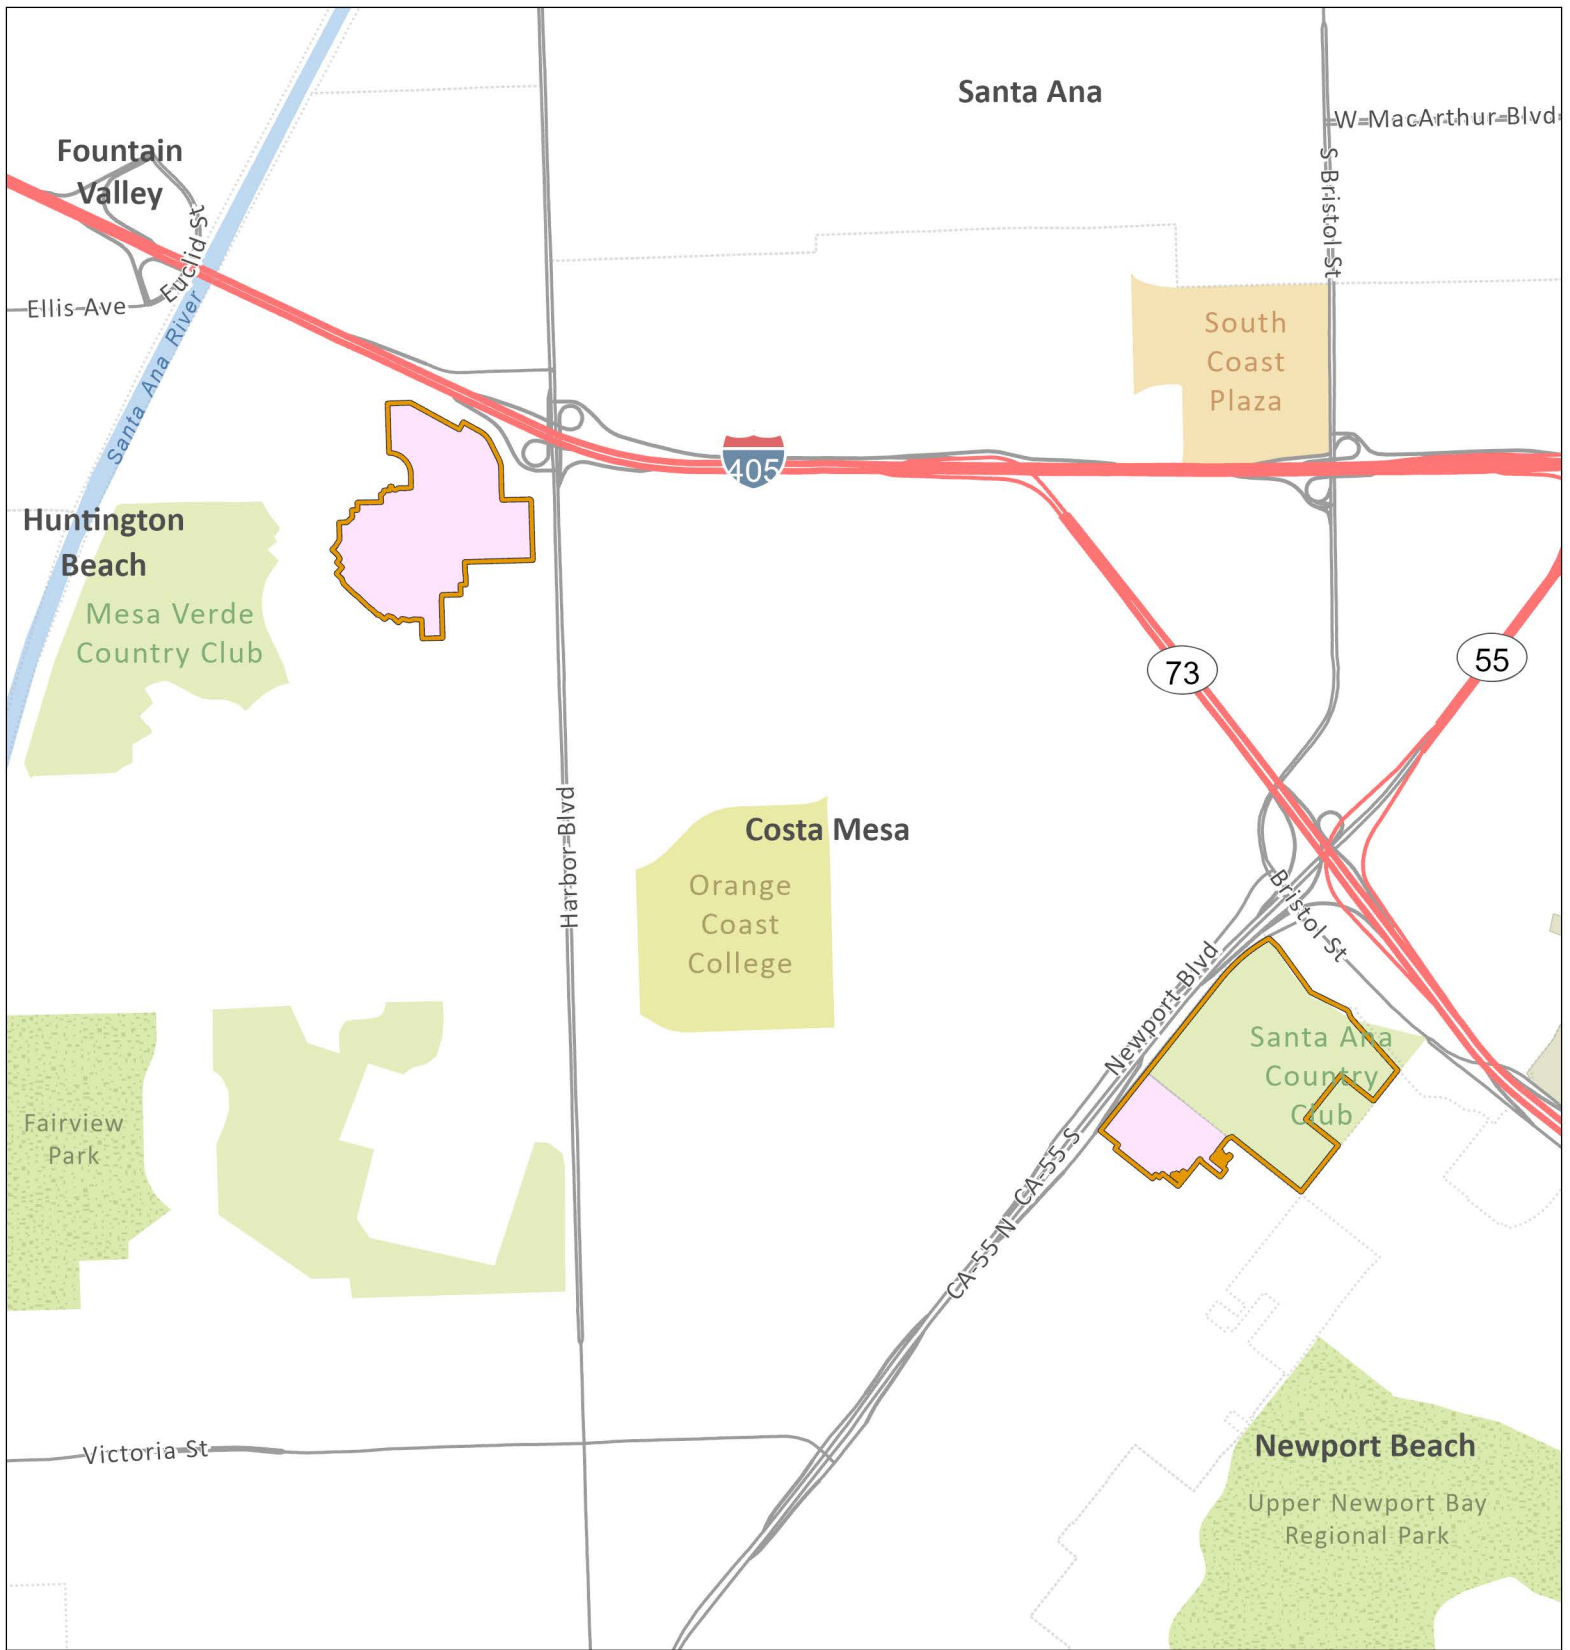 Santa Ana
W MacArthur Blvd
Fountain
Valley
S Bristol St
Euclid St
Ellis Ave
Santa Ana River
South
Coast
Plaza
405
Huntington
Beach
Mesa Verde
Country Club
73
55
Harbor Blvd
Costa Mesa
Orange
Coast
College
Bristol St
Newport Blvd
Santa Ana
Country
Club
Fairview
Park
CA-55 S
CA-55 N
Victoria St
Newport Beach
Upper Newport Bay
Regional Park